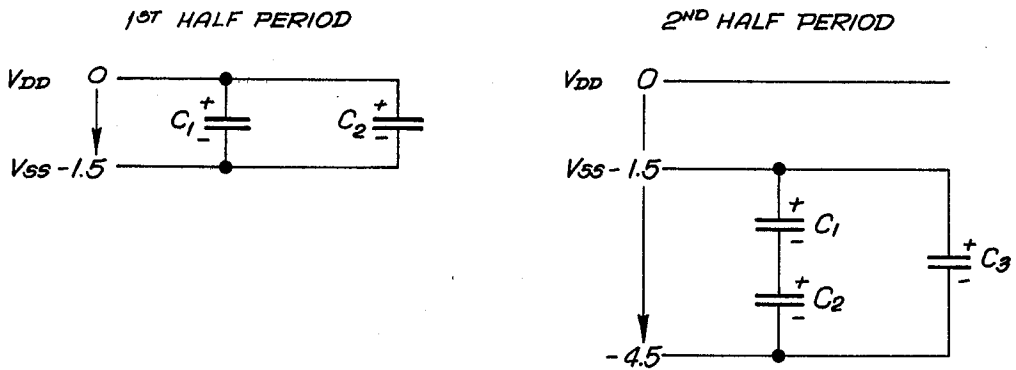 1ST HALF PERIOD
VDD 0
+
C1
-
+
C2
-
VSS -1.5
2ND HALF PERIOD
VDD 0
VSS -1.5
+
C1
-
+
C2
-
+
C3
-
-4.5